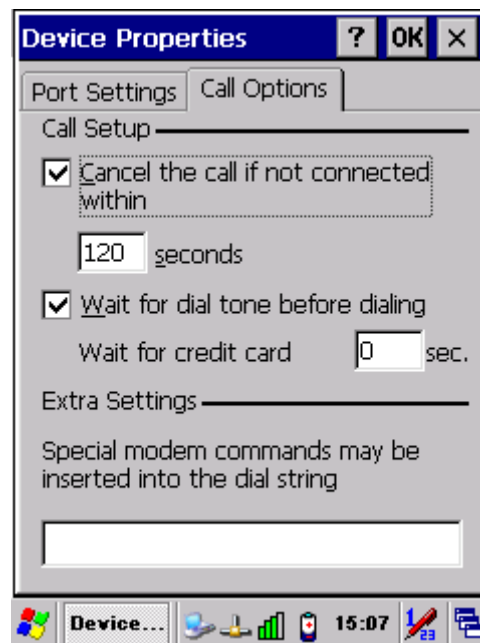 Device Properties ? OK ×
Port Settings Call Options
Call Setup
Cancel the call if not connected
within
120 seconds
Wait for dial tone before dialing
Wait for credit card 0 sec.
Extra Settings
Special modem commands may be
inserted into the dial string
Device... 15:07 1/23